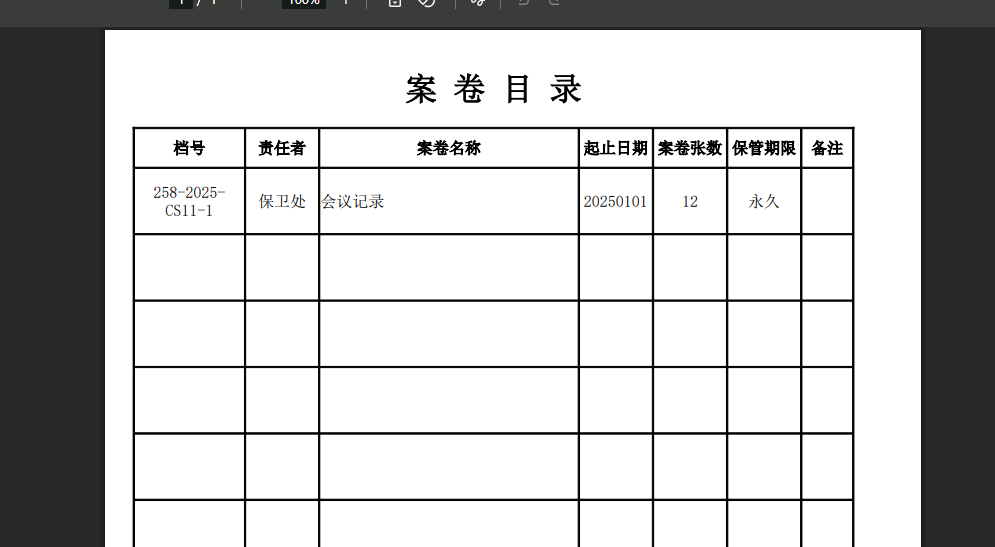 1 / 1 100%
案 卷 目 录
档号 责任者 案卷名称 起止日期 案卷张数 保管期限 备注
258-2025-
CS11-1 保卫处 会议记录 20250101 12 永久